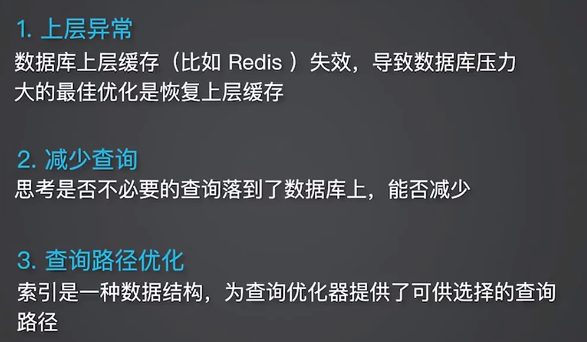 1. 上层异常
数据库上层缓存（比如 Redis ）失效，导致数据库压力
大的最佳优化是恢复上层缓存
2. 减少查询
思考是否不必要的查询落到了数据库上，能否减少
3. 查询路径优化
索引是一种数据结构，为查询优化器提供了可供选择的查询
路径